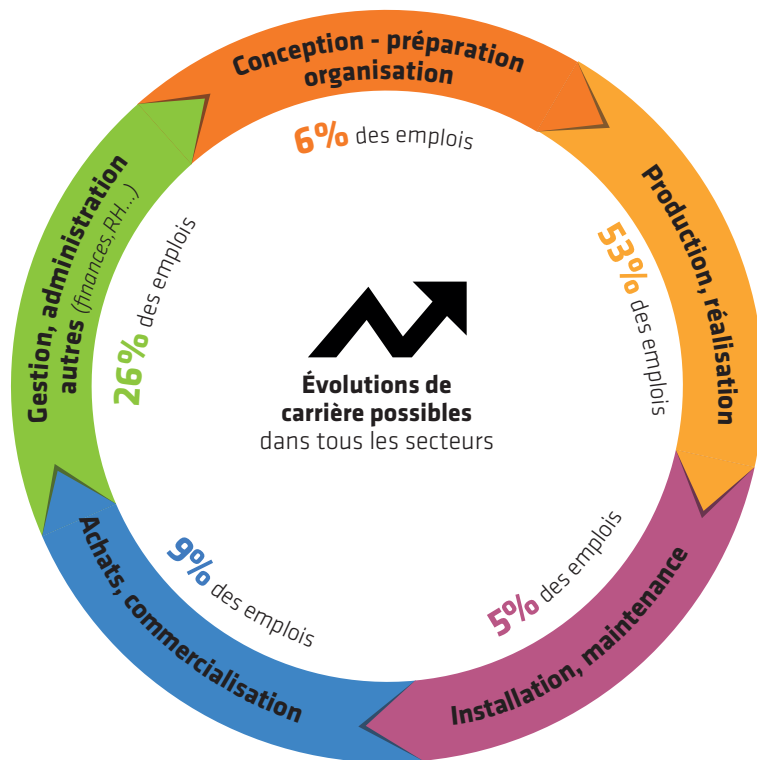 Conception - préparation
organisation
6% des emplois
Production, réalisation
53% des emplois
Installation, maintenance
5% des emplois
Achats, commercialisation
9% des emplois
Gestion, administration
autres (finances,RH...)
26% des emplois
Évolutions de
carrière possibles
dans tous les secteurs